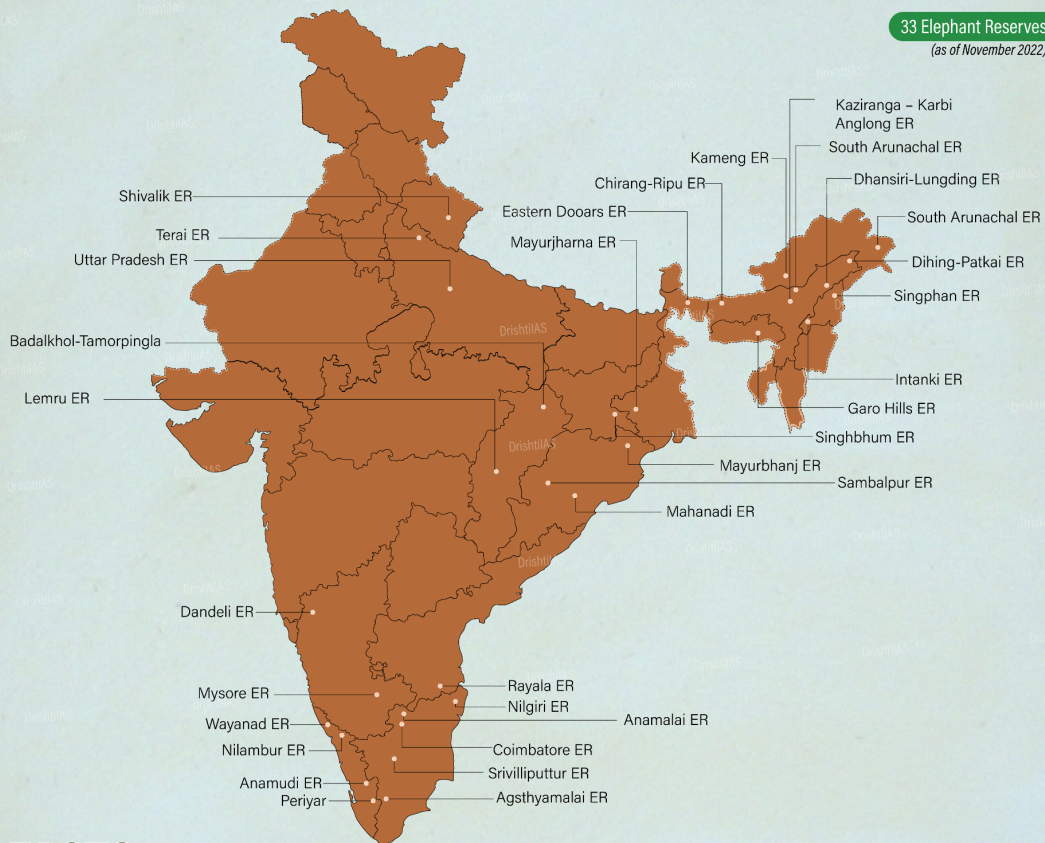 33 Elephant Reserves
(as of November 2022)
Kaziranga – Karbi
Anglong ER
South Arunachal ER
Kameng ER
Chirang-Ripu ER
Dhansiri-Lungding ER
Shivalik ER
Eastern Dooars ER
South Arunachal ER
Terai ER
Mayurjharna ER
Uttar Pradesh ER
Dihing-Patkai ER
Singphan ER
Badalkhol-Tamorpingla
Intanki ER
Lemru ER
Garo Hills ER
Singhbhum ER
Mayurbhanj ER
Sambalpur ER
Mahanadi ER
Dandeli ER
Rayala ER
Mysore ER
Nilgiri ER
Anamalai ER
Wayanad ER
Nilambur ER
Coimbatore ER
Srivilliputtur ER
Anamudi ER
Periyar
Agsthyamalai ER
DrishtiIAS
DrishtiIAS
DrishtiIAS